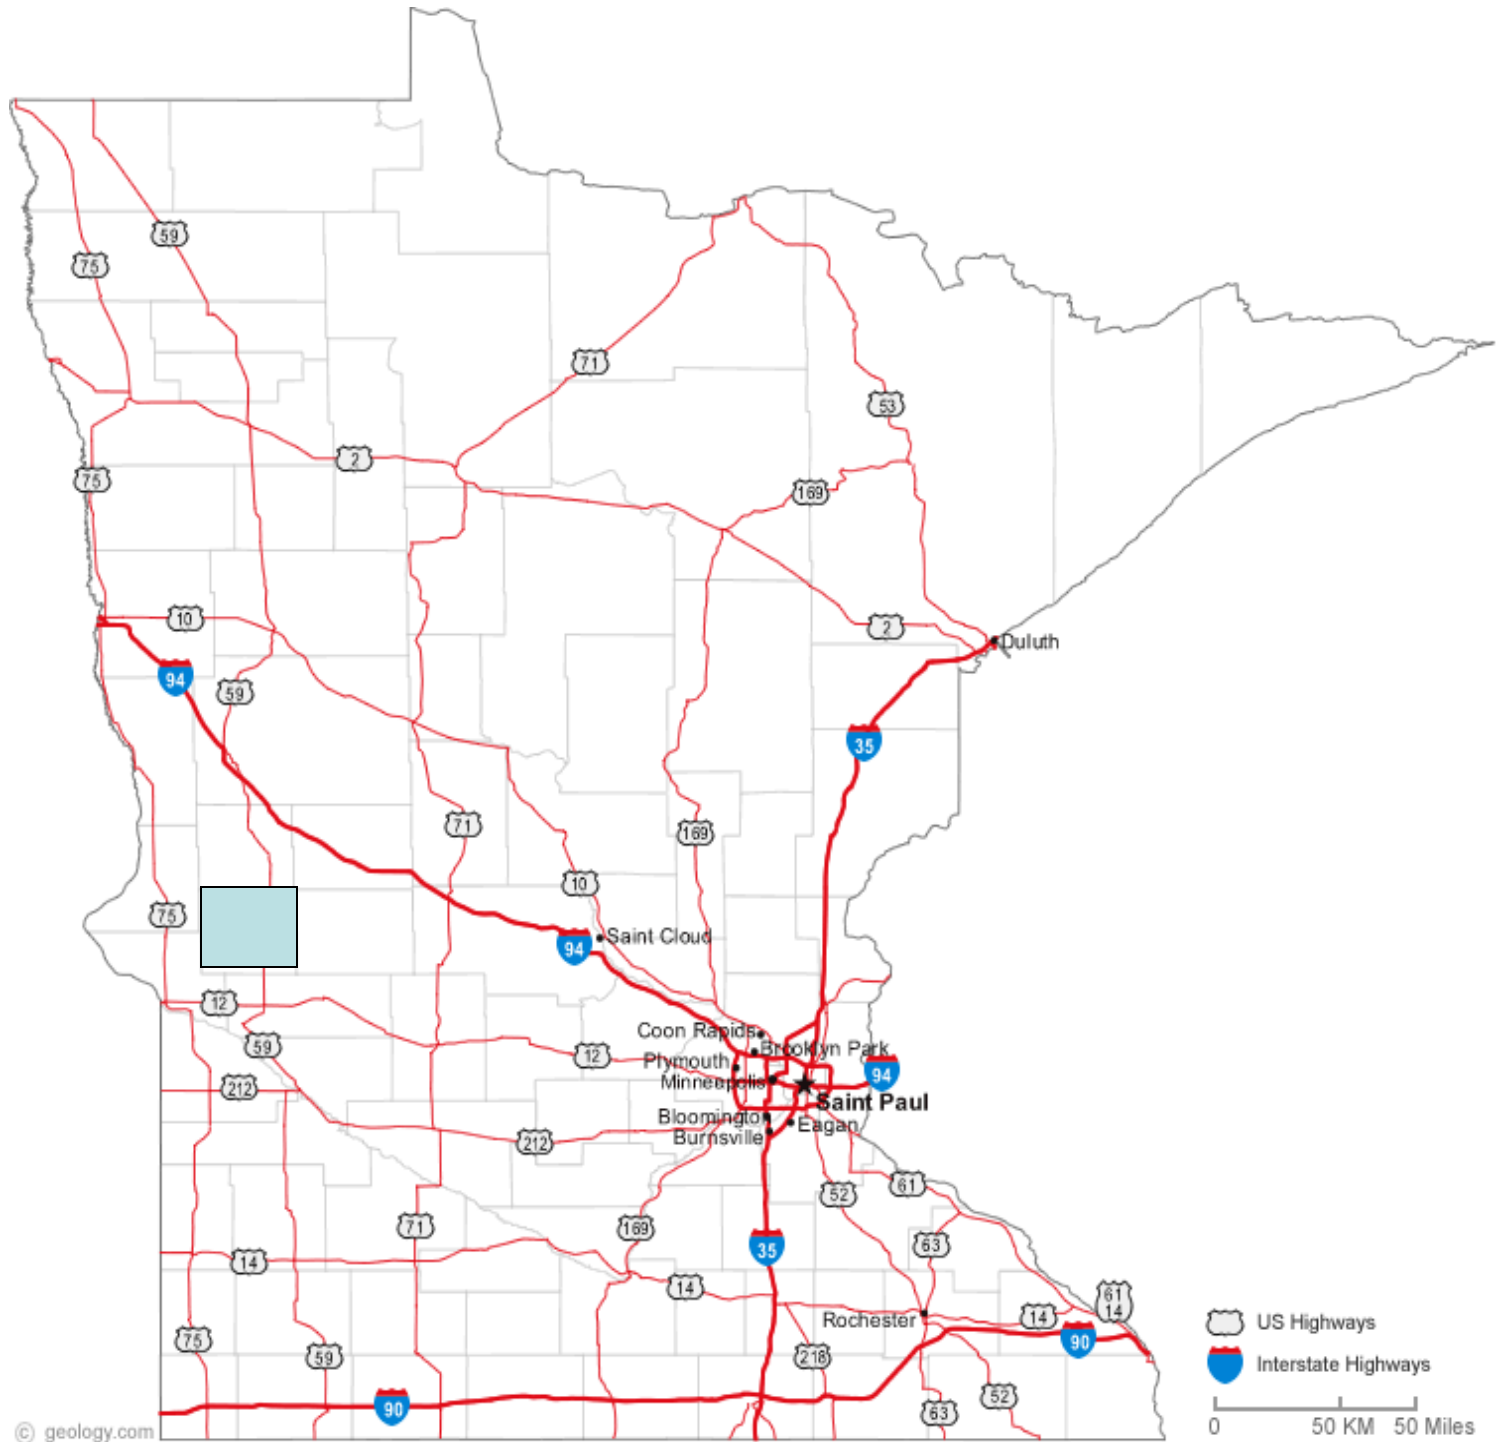 59
75
71
53
2
75
169
10
2
Duluth
94
59
35
71
169
10
75
Saint Cloud
94
12
Coon Rapids
59
Brooklyn Park
12
Plymouth
94
Minneapolis
212
Saint Paul
Bloomingto
Eagan
212
Burnsville
61
52
71
169
63
35
14
14
61
14
14
Rochester
US Highways
75
90
59
218
Interstate Highways
52
90
63
0 50 KM 50 Miles
© geology.com